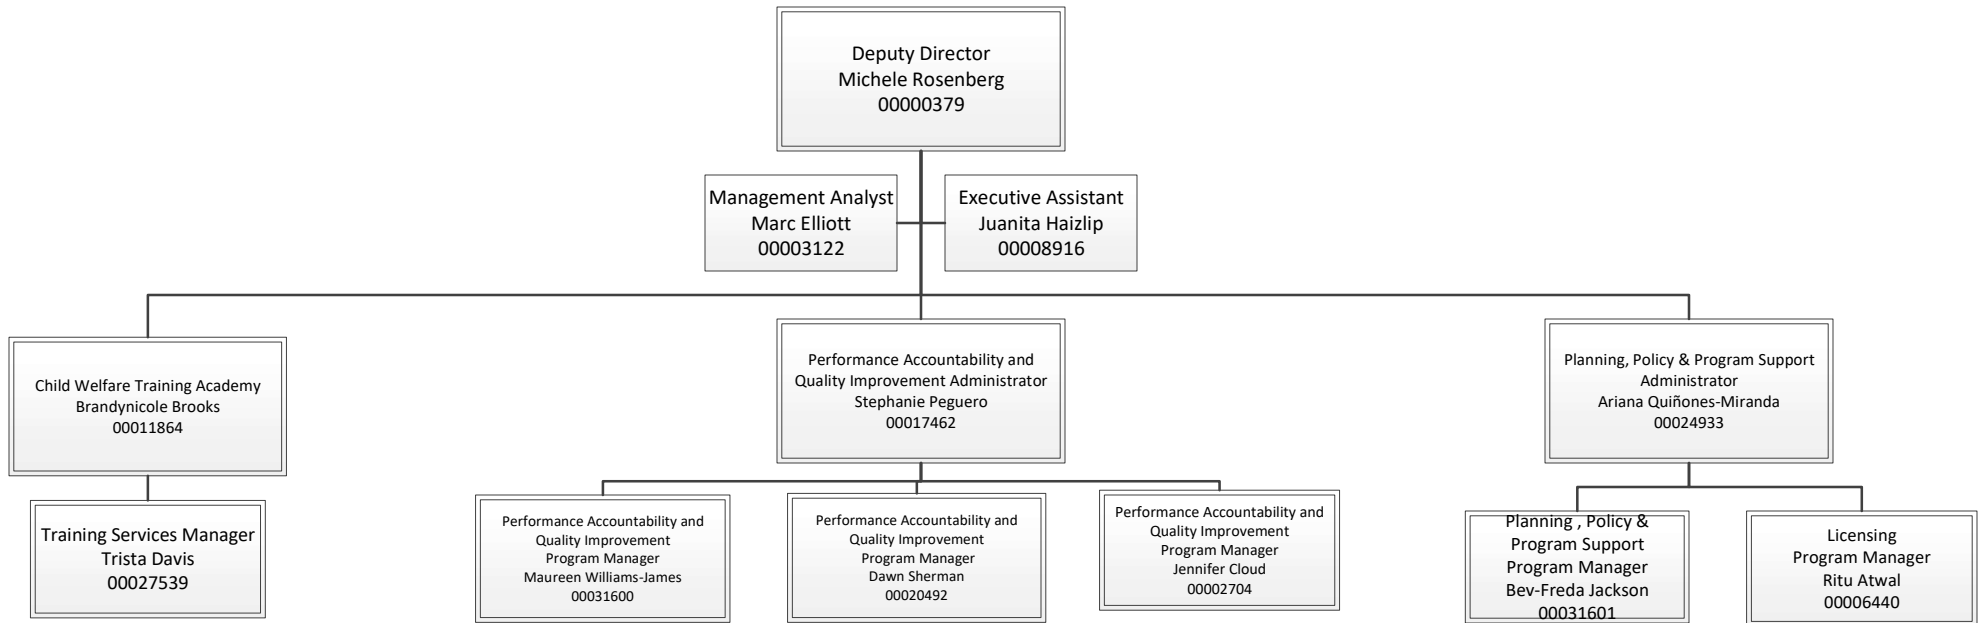 Deputy Director
Michele Rosenberg
00000379
Management Analyst
Marc Elliott
00003122
Executive Assistant
Juanita Haizlip
00008916
Child Welfare Training Academy
Brandynicole Brooks
00011864
Performance Accountability and
Quality Improvement Administrator
Stephanie Peguero
00017462
Planning, Policy & Program Support
Administrator
Ariana Quiñones-Miranda
00024933
Training Services Manager
Trista Davis
00027539
Performance Accountability and
Quality Improvement
Program Manager
Maureen Williams-James
00031600
Performance Accountability and
Quality Improvement
Program Manager
Dawn Sherman
00020492
Performance Accountability and
Quality Improvement
Program Manager
Jennifer Cloud
00002704
Planning , Policy &
Program Support
Program Manager
Bev-Freda Jackson
00031601
Licensing
Program Manager
Ritu Atwal
00006440